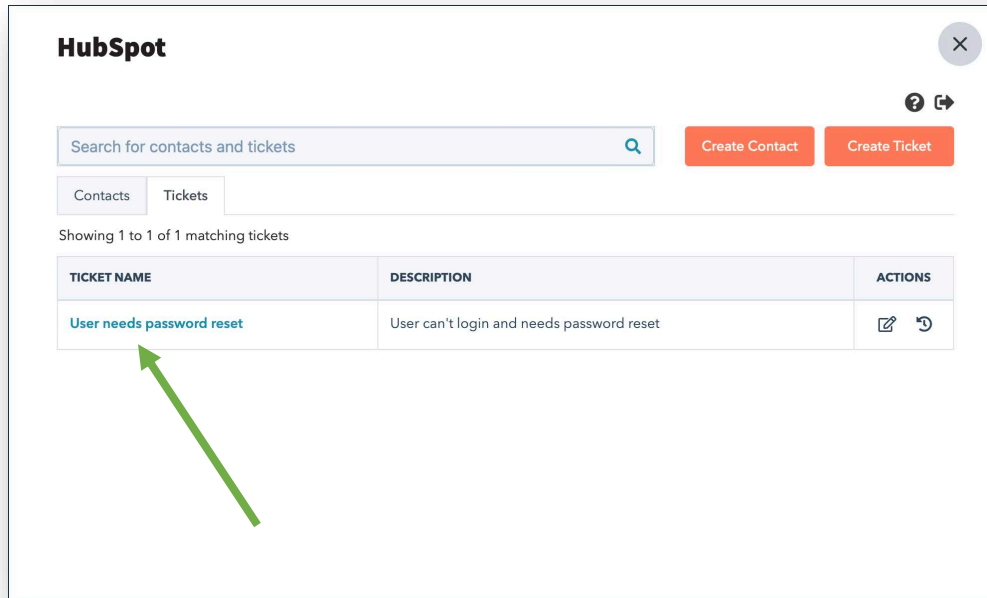 HubSpot
Search for contacts and tickets
Create Contact
Create Ticket
Contacts
Tickets
Showing 1 to 1 of 1 matching tickets
TICKET NAME
DESCRIPTION
ACTIONS
User needs password reset
User can't login and needs password reset